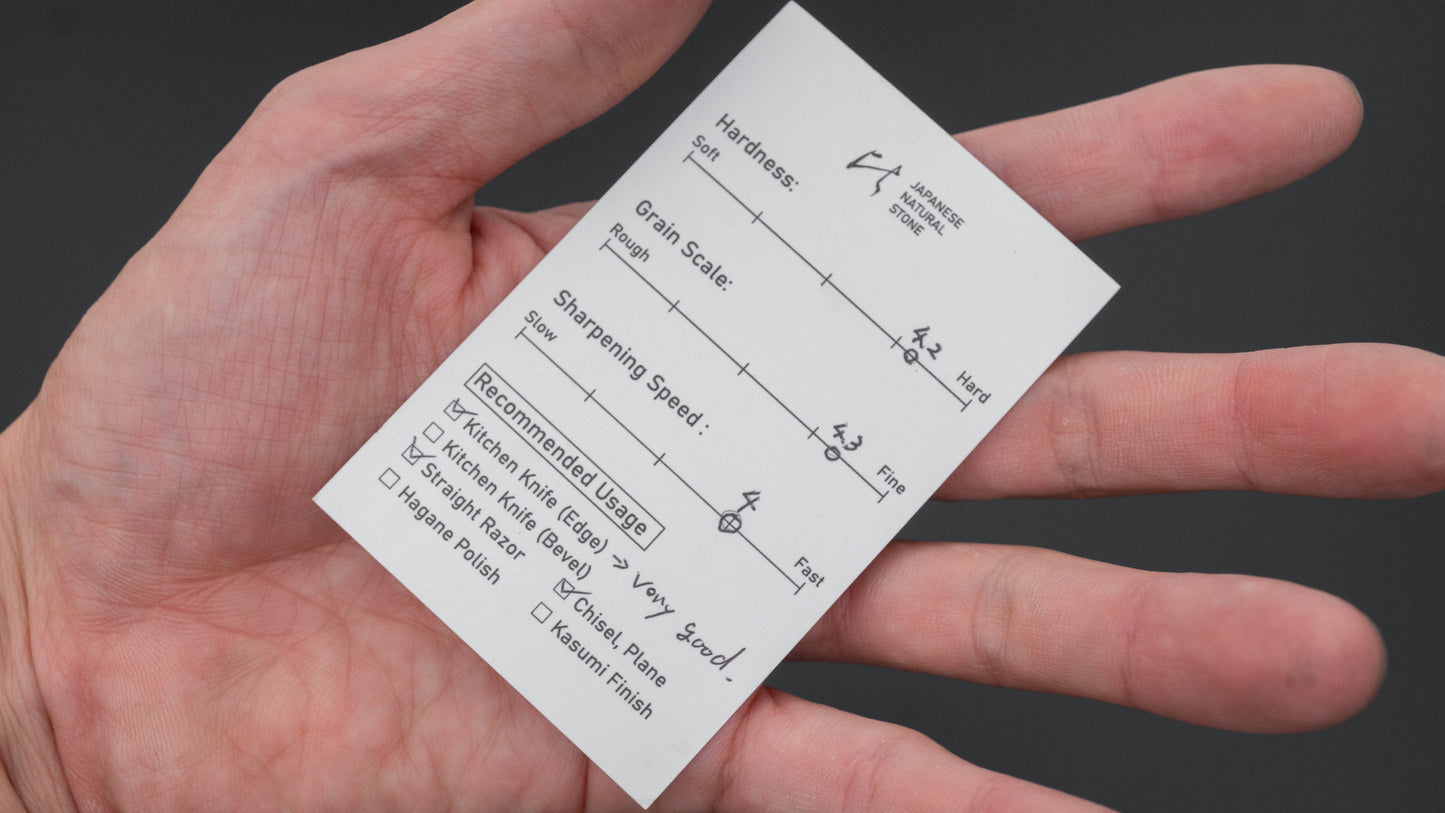 JAPANESE
NATURAL
STONE
Hardness:
Soft
4.2
Hard
Grain Scale:
Rough
4.3
Fine
Sharpening Speed :
Slow
4
Fast
Recommended Usage
Kitchen Knife (Edge) → Very good.
Kitchen Knife (Bevel)
Straight Razor
Chisel, Plane
Hagane Polish
Kasumi Finish